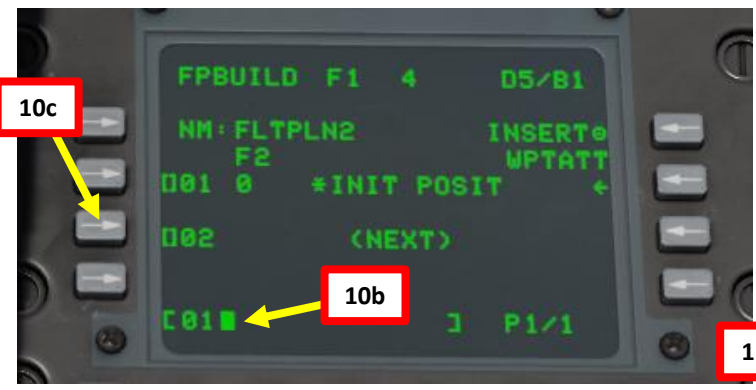 FPBUILD F1 4 D5/B1
10c
NM: FLTPLN2 INSERT
F2 WPTATT
01 0 *INIT POSIT ←
02 (NEXT)
10b
[01 ] P1/1
1